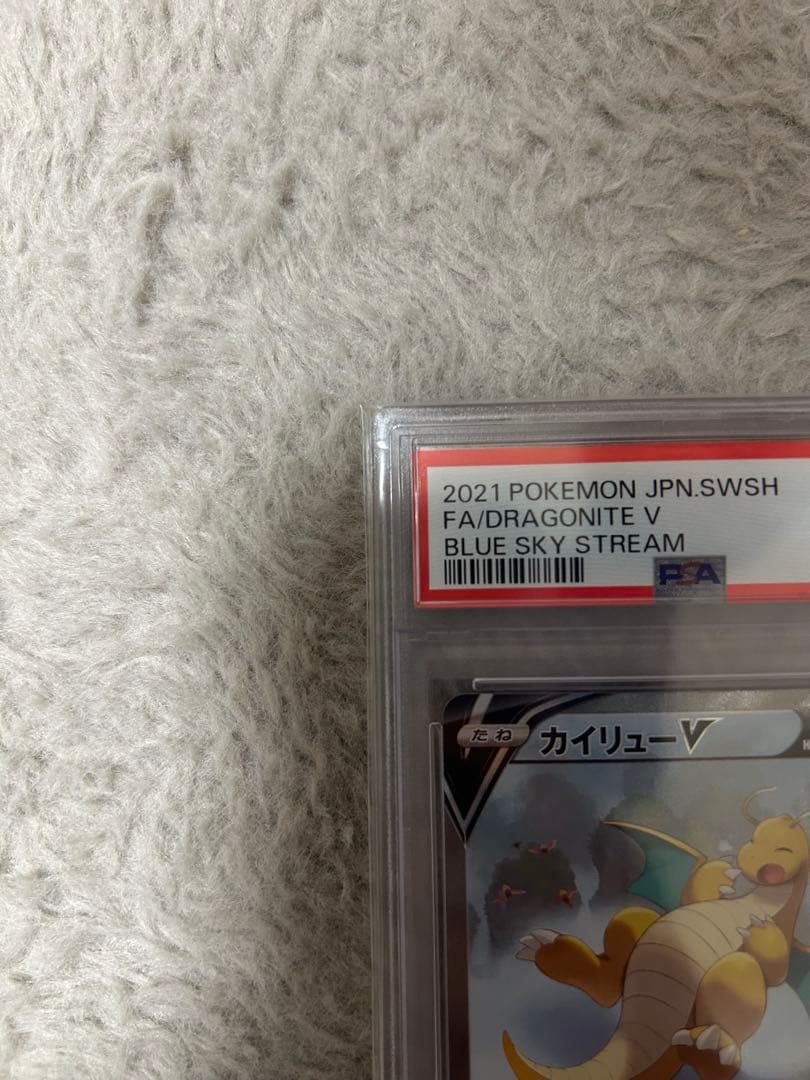 2021 POKEMON JPN.SWSH
FA/DRAGONITE V
BLUE SKY STREAM
PSA
たね カイリューV